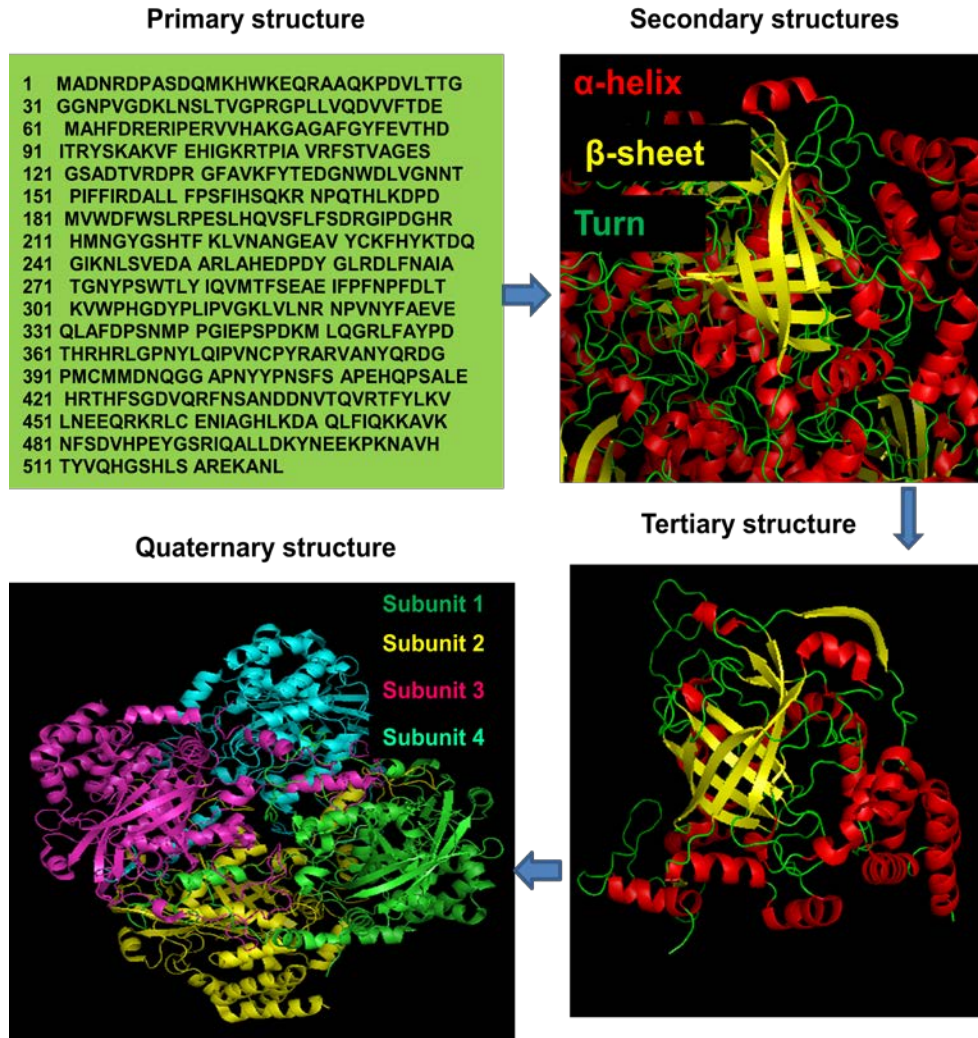 Primary structure
1 MADNRDPASDQMKHWKEQRAAQKPDVLTTG
31 GGNPVGDKLNSLTVGPRGPLLVQDVVFTDE
61 MAHFDRERIPERVVHAKGAGAFGYFEVTHD
91 ITRYSKAKVF EHIGKRTPIA VRFSTVAGES
121 GSADTVRDPR GFAVKFYTEDGNWDLVGNNT
151 PIFFIRDALL FPSFIHSQKR NPQTHLKDPD
181 MVWDFWSLRPESLHQVSFLFSDRGIPDGHR
211 HMNGYGSHTF KLVNANGEAV YCKFHYKTDQ
241 GIKNLSVEDA ARLAHEDPDY GLRDLFNAIA
271 TGNYPSWTLY IQVMTFSEAE IFPFNPFDLT
301 KVWPHGDYPLIPVGKLVLNR NPVNYFAEVE
331 QLAFDPSNMP PGIEPSPDKM LQGRLFAYPD
361 THRHRLGPNYLQIPVNCPYRARVANYQRDG
391 PMCMMDNQGG APNYYPNSFS APEHQPSALE
421 HRTHFSGDVQRFNSANDDNVTQVRTFYLKV
451 LNEEQRKRLC ENIAGHLKDA QLFIQKKAVK
481 NFSDVHPEYGSRIQALLDKYNEEKPKNAVH
511 TYVQHGSHLS AREKANL
Secondary structures
α-helix
β-sheet
Turn
Tertiary structure
Quaternary structure
Subunit 1
Subunit 2
Subunit 3
Subunit 4